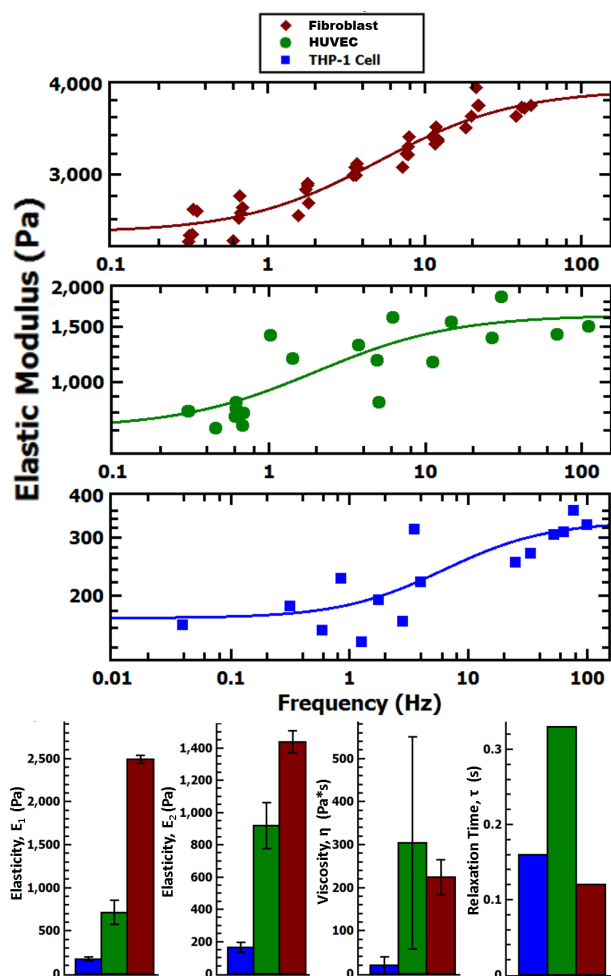 Fibroblast
HUVEC
THP-1 Cell
Elastic Modulus (Pa)
4,000
3,000
0.1 1 10 100
2,000
1,500
1,000
0.1 1 10 100
400
300
200
0.01 0.1 1 10 100
Frequency (Hz)
Elasticity, E1 (Pa)
2,500
2,000
1,500
1,000
500
0
Elasticity, E2 (Pa)
1,400
1,200
1,000
800
600
400
200
0
Viscosity, η (Pa*s)
500
400
300
200
100
0
Relaxation Time, τ (s)
0.3
0.2
0.1
0